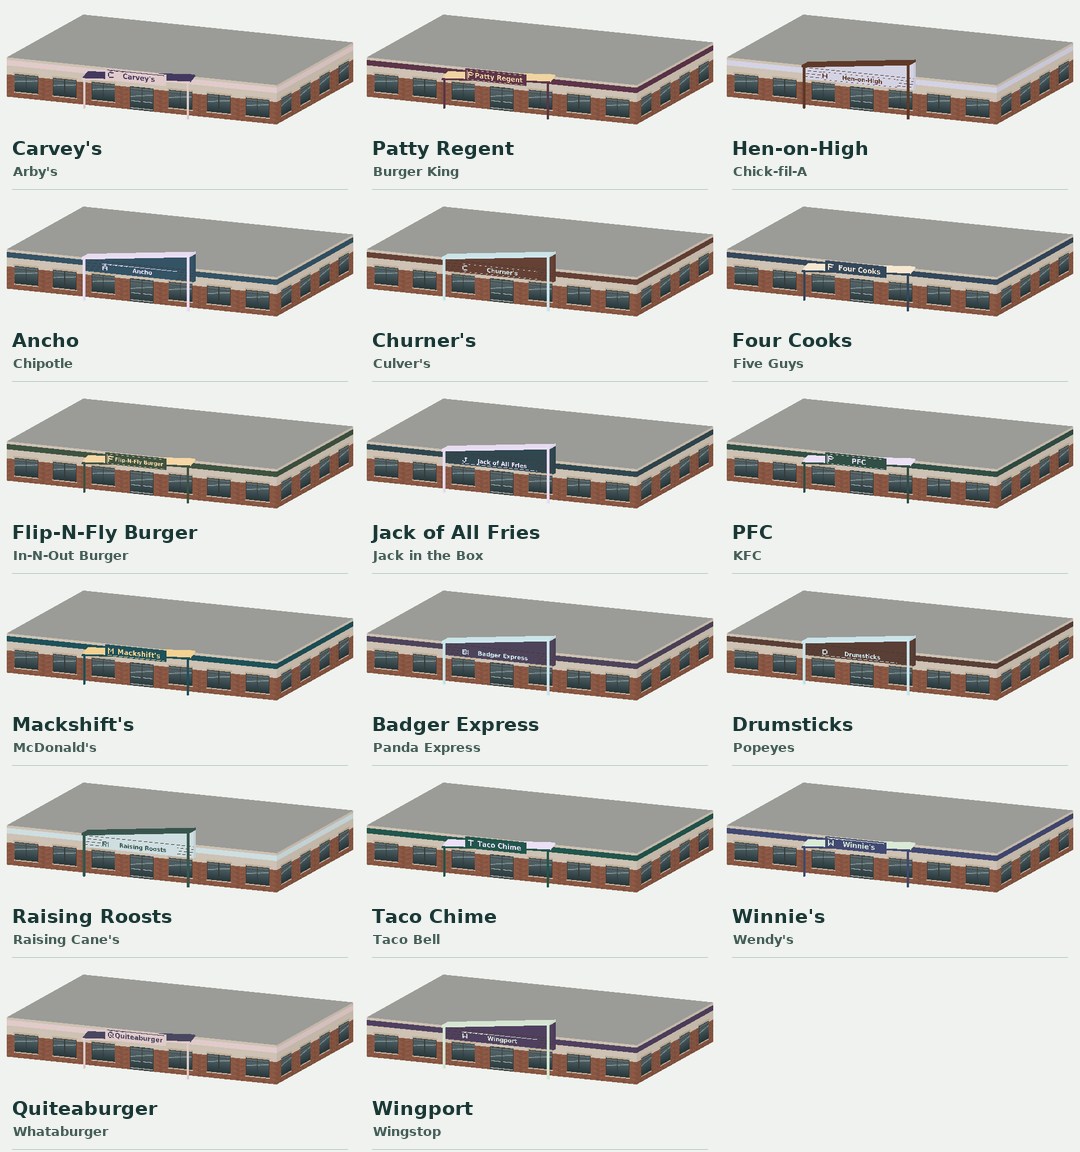 C Carvey's
P Patty Regent
H Hen-on-High
Carvey's
Patty Regent
Hen-on-High
Arby's
Burger King
Chick-fil-A
A Ancho
C Churner's
F Four Cooks
Ancho
Churner's
Four Cooks
Chipotle
Culver's
Five Guys
F Flip-N-Fly Burger
J Jack of All Fries
P PFC
Flip-N-Fly Burger
Jack of All Fries
PFC
In-N-Out Burger
Jack in the Box
KFC
M Mackshift's
B Badger Express
D Drumsticks
Mackshift's
Badger Express
Drumsticks
McDonald's
Panda Express
Popeyes
R Raising Roosts
T Taco Chime
W Winnie's
Raising Roosts
Taco Chime
Winnie's
Raising Cane's
Taco Bell
Wendy's
Q Quiteaburger
W Wingport
Quiteaburger
Wingport
Whataburger
Wingstop